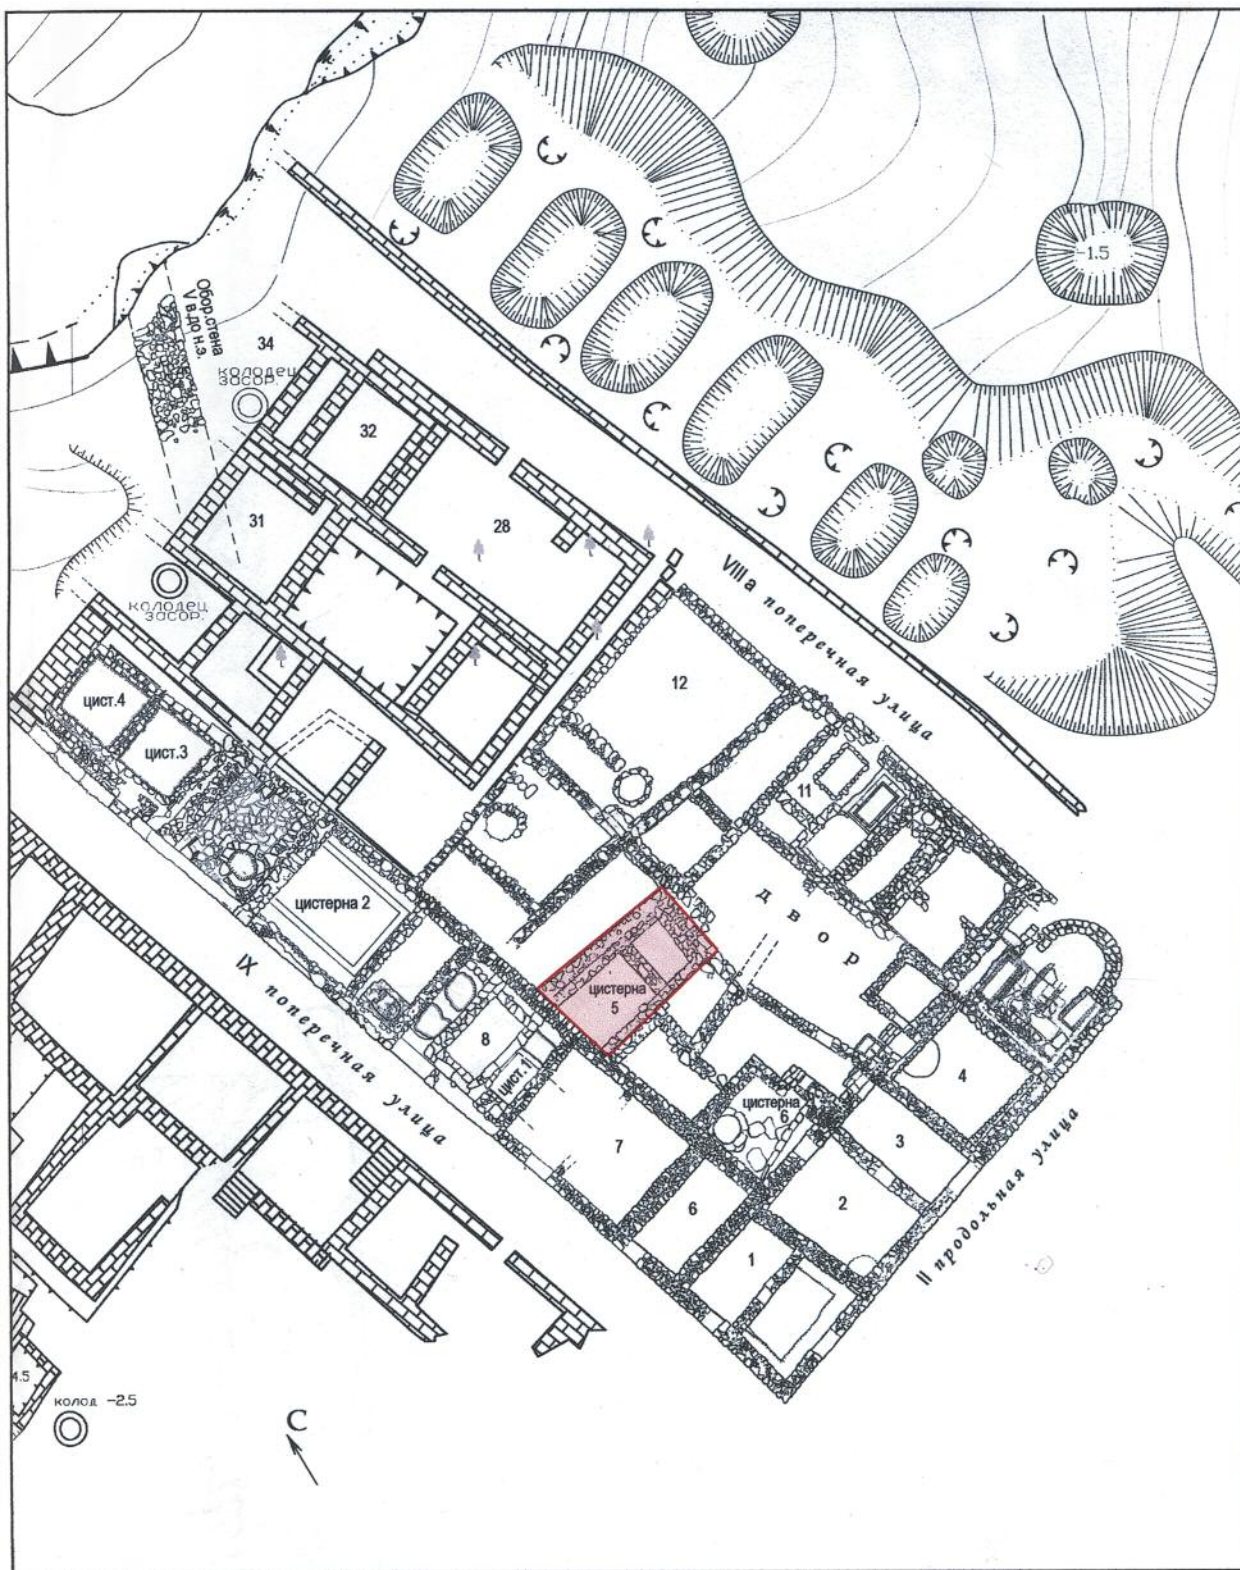 -1.5
Обор.стена
V в.до н.э.
34
колодец
засор.
32
31
28
колодец
засор.
VIIIа поперечная улица
12
цист.4
цист.3
11
цистерна 2
двор
IX поперечная улица
цистерна
5
8
цист.1
цистерна
6
4
3
7
2
6
1
II продольная улица
4.5
колод -2.5
С